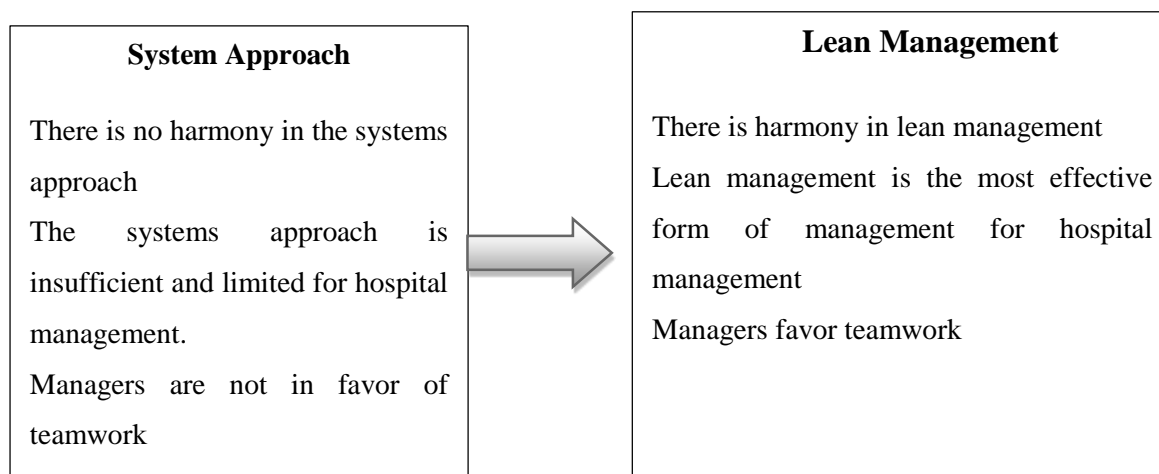 System Approach
There is no harmony in the systems
approach
The systems approach is
insufficient and limited for hospital
management.
Managers are not in favor of
teamwork
Lean Management
There is harmony in lean management
Lean management is the most effective
form of management for hospital
management
Managers favor teamwork